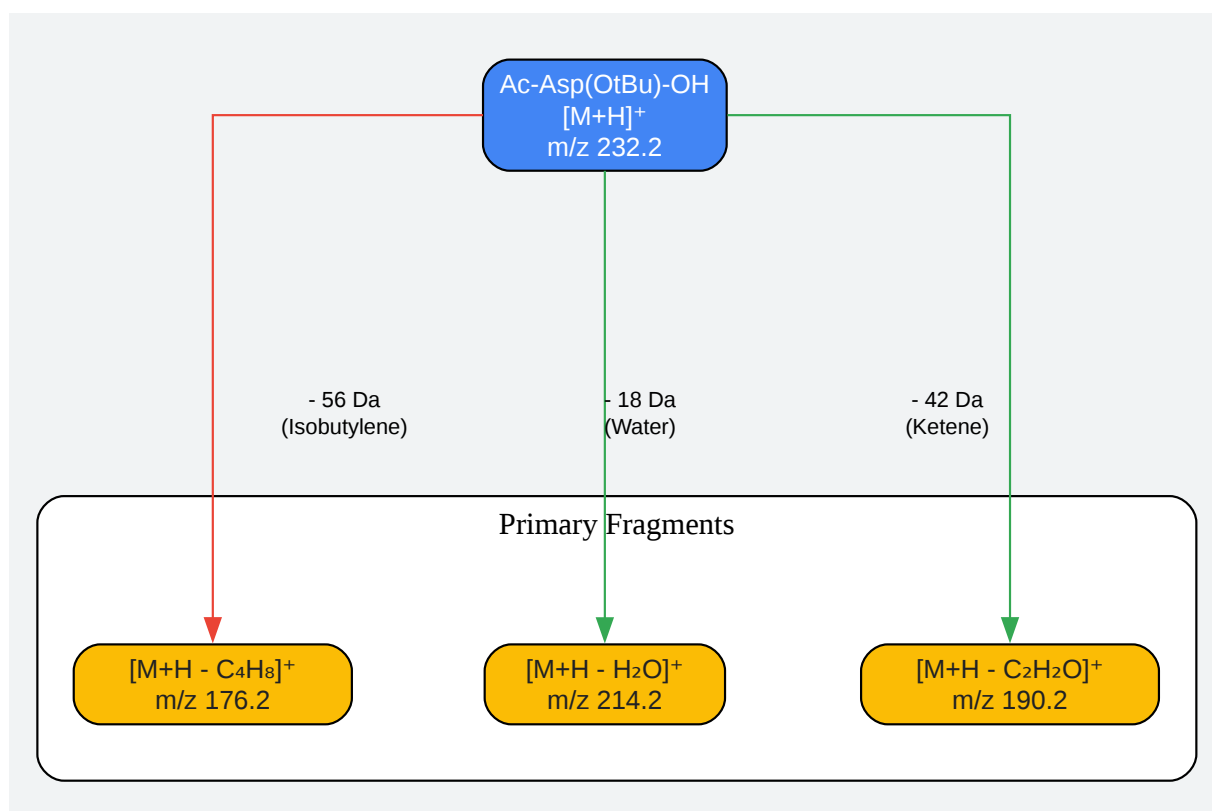 Ac-Asp(OtBu)-OH
[M+H]⁺
m/z 232.2
- 56 Da
(Isobutylene)
- 18 Da
(Water)
- 42 Da
(Ketene)
Primary Fragments
[M+H - C₄H₈]⁺
m/z 176.2
[M+H - H₂O]⁺
m/z 214.2
[M+H - C₂H₂O]⁺
m/z 190.2